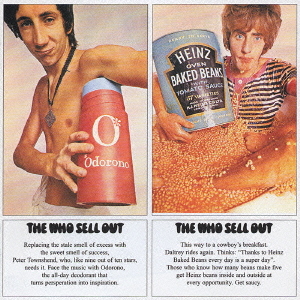 O
Odorono
HEINZ
OVEN
BAKED BEANS
WITH
TOMATO SAUCE
57 VARIETIES
THE WHO SELL OUT
Replacing the stale smell of excess with
the sweet smell of success,
Peter Townshend, who, like nine out of ten stars,
needs it. Face the music with Odorono,
the all-day deodorant that
turns perspiration into inspiration.
THE WHO SELL OUT
This way to a cowboy's breakfast.
Daltrey rides again. Thinks: "Thanks to Heinz
Baked Beans every day is a super day".
Those who know how many beans make five
get Heinz beans inside and outside at
every opportunity. Get saucy.